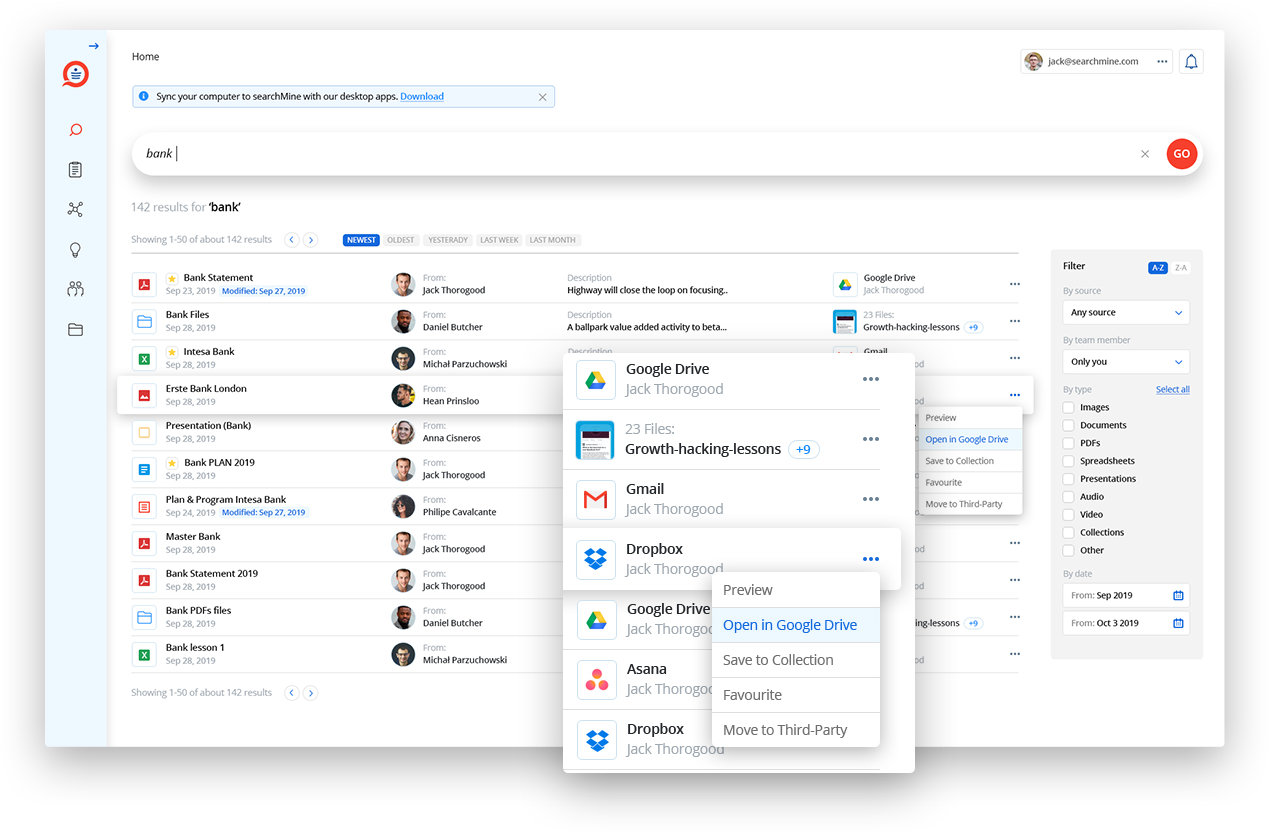 Home
jack@searchmine.com
Sync your computer to searchMine with our desktop apps. Download
bank
GO
142 results for ‘bank’
Showing 1-50 of about 142 results
NEWEST
OLDEST
YESTERADY
LAST WEEK
LAST MONTH
Bank Statement
Sep 23, 2019 Modified: Sep 27, 2019
From:
Jack Thorogood
Description
Highway will close the loop on focusing..
Google Drive
Jack Thorogood
Bank Files
Sep 28, 2019
From:
Daniel Butcher
Description
A ballpark value added activity to beta...
23 Files:
Growth-hacking-lessons +9
Intesa Bank
Sep 28, 2019
From:
Michał Parzuchowski
Description
Gmail
Erste Bank London
Sep 28, 2019
From:
Hean Prinsloo
Presentation (Bank)
Sep 28, 2019
From:
Anna Cisneros
Bank PLAN 2019
Sep 28, 2019
From:
Jack Thorogood
Plan & Program Intesa Bank
Sep 24, 2019 Modified: Sep 27, 2019
From:
Philipe Cavalcante
Master Bank
Sep 28, 2019
From:
Jack Thorogood
Bank Statement 2019
Sep 28, 2019
From:
Jack Thorogood
Bank PDFs files
Sep 28, 2019
From:
Daniel Butcher
+9
Bank lesson 1
Sep 28, 2019
From:
Michał Parzuchowski
Showing 1-50 of about 142 results
Preview
Open in Google Drive
Save to Collection
Favourite
Move to Third-Party
Google Drive
Jack Thorogood
23 Files:
Growth-hacking-lessons +9
Gmail
Jack Thorogood
Dropbox
Jack Thorogood
Google Drive
Jack Thorogood
Asana
Jack Thorogood
Dropbox
Jack Thorogood
Preview
Open in Google Drive
Save to Collection
Favourite
Move to Third-Party
Filter
A-Z
Z-A
By source
Any source
By team member
Only you
By type
Select all
Images
Documents
PDFs
Spreadsheets
Presentations
Audio
Video
Collections
Other
By date
From: Sep 2019
From: Oct 3 2019